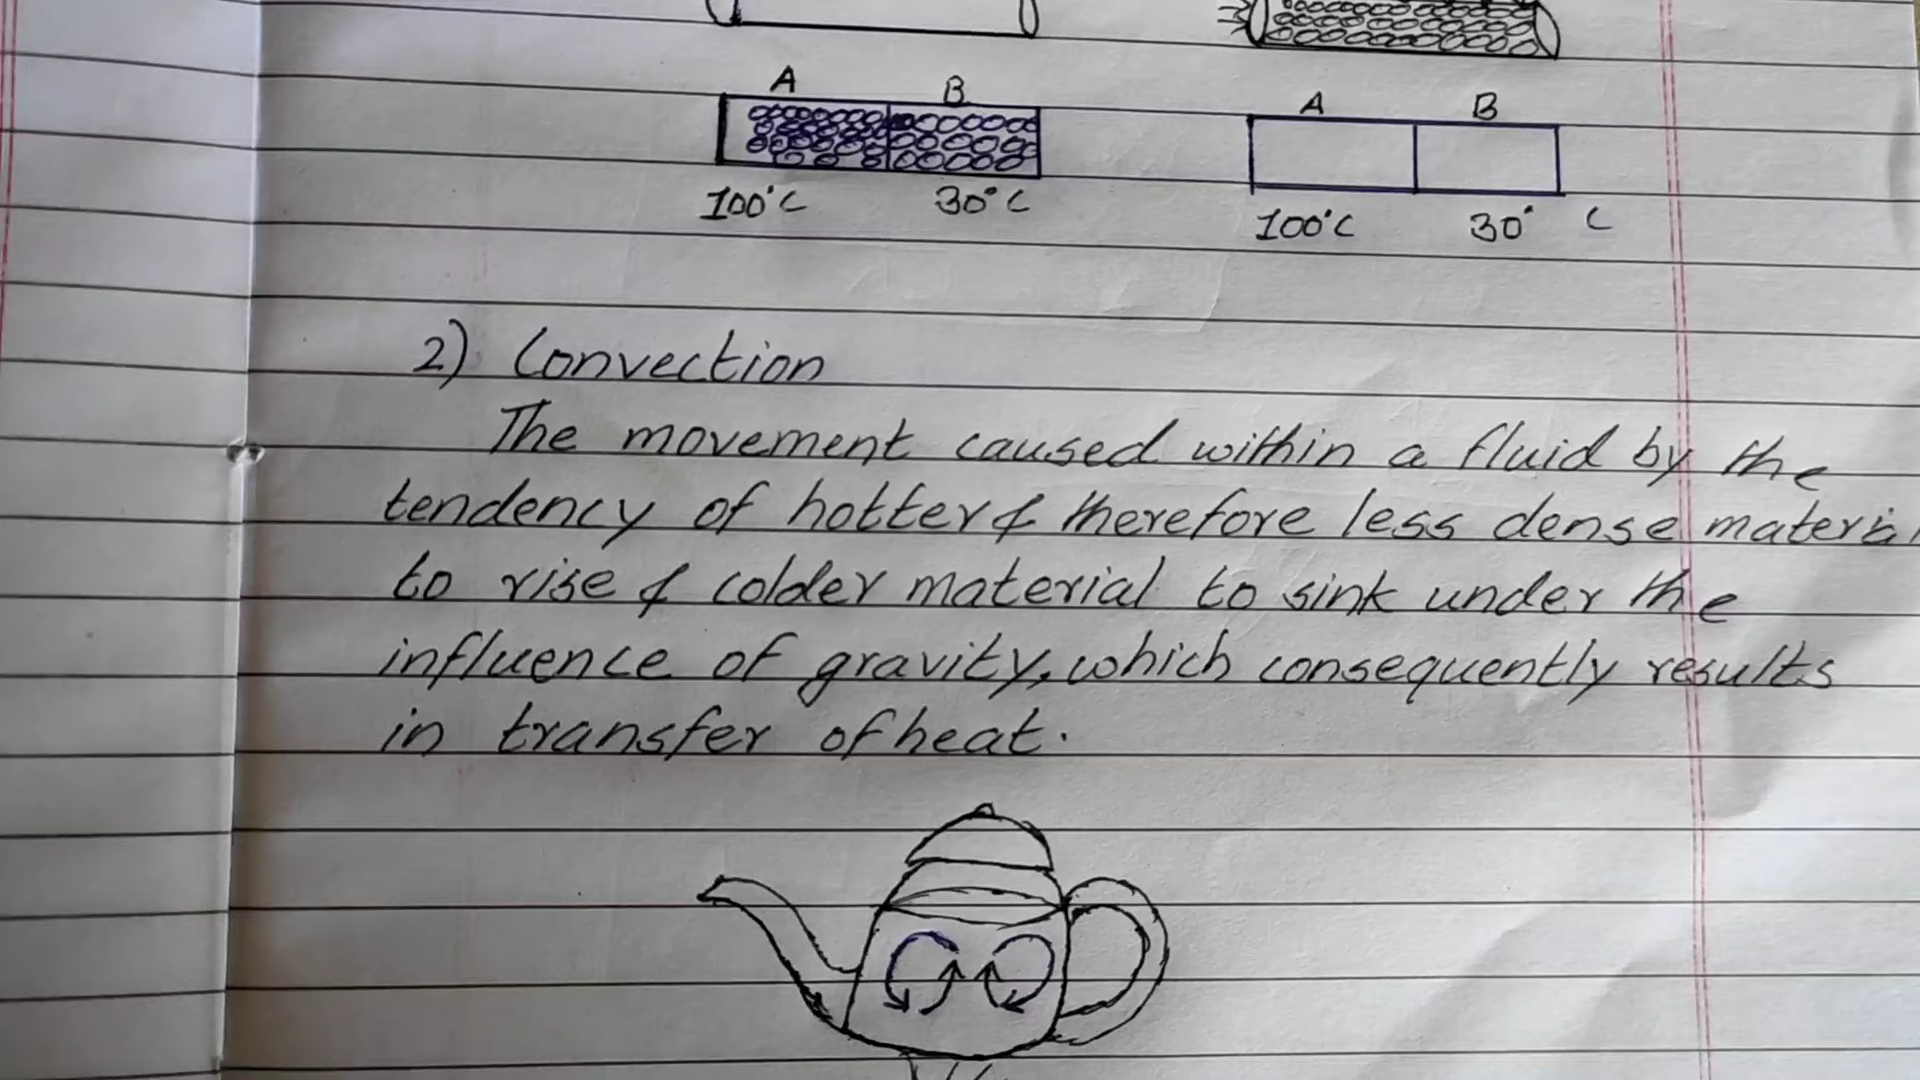 A B A B
100°C 30°C 100°C 30° C
2) Convection
The movement caused within a fluid by the
tendency of hotter & therefore less dense materia
to rise & colder material to sink under the
influence of gravity, which consequently results
in transfer of heat.